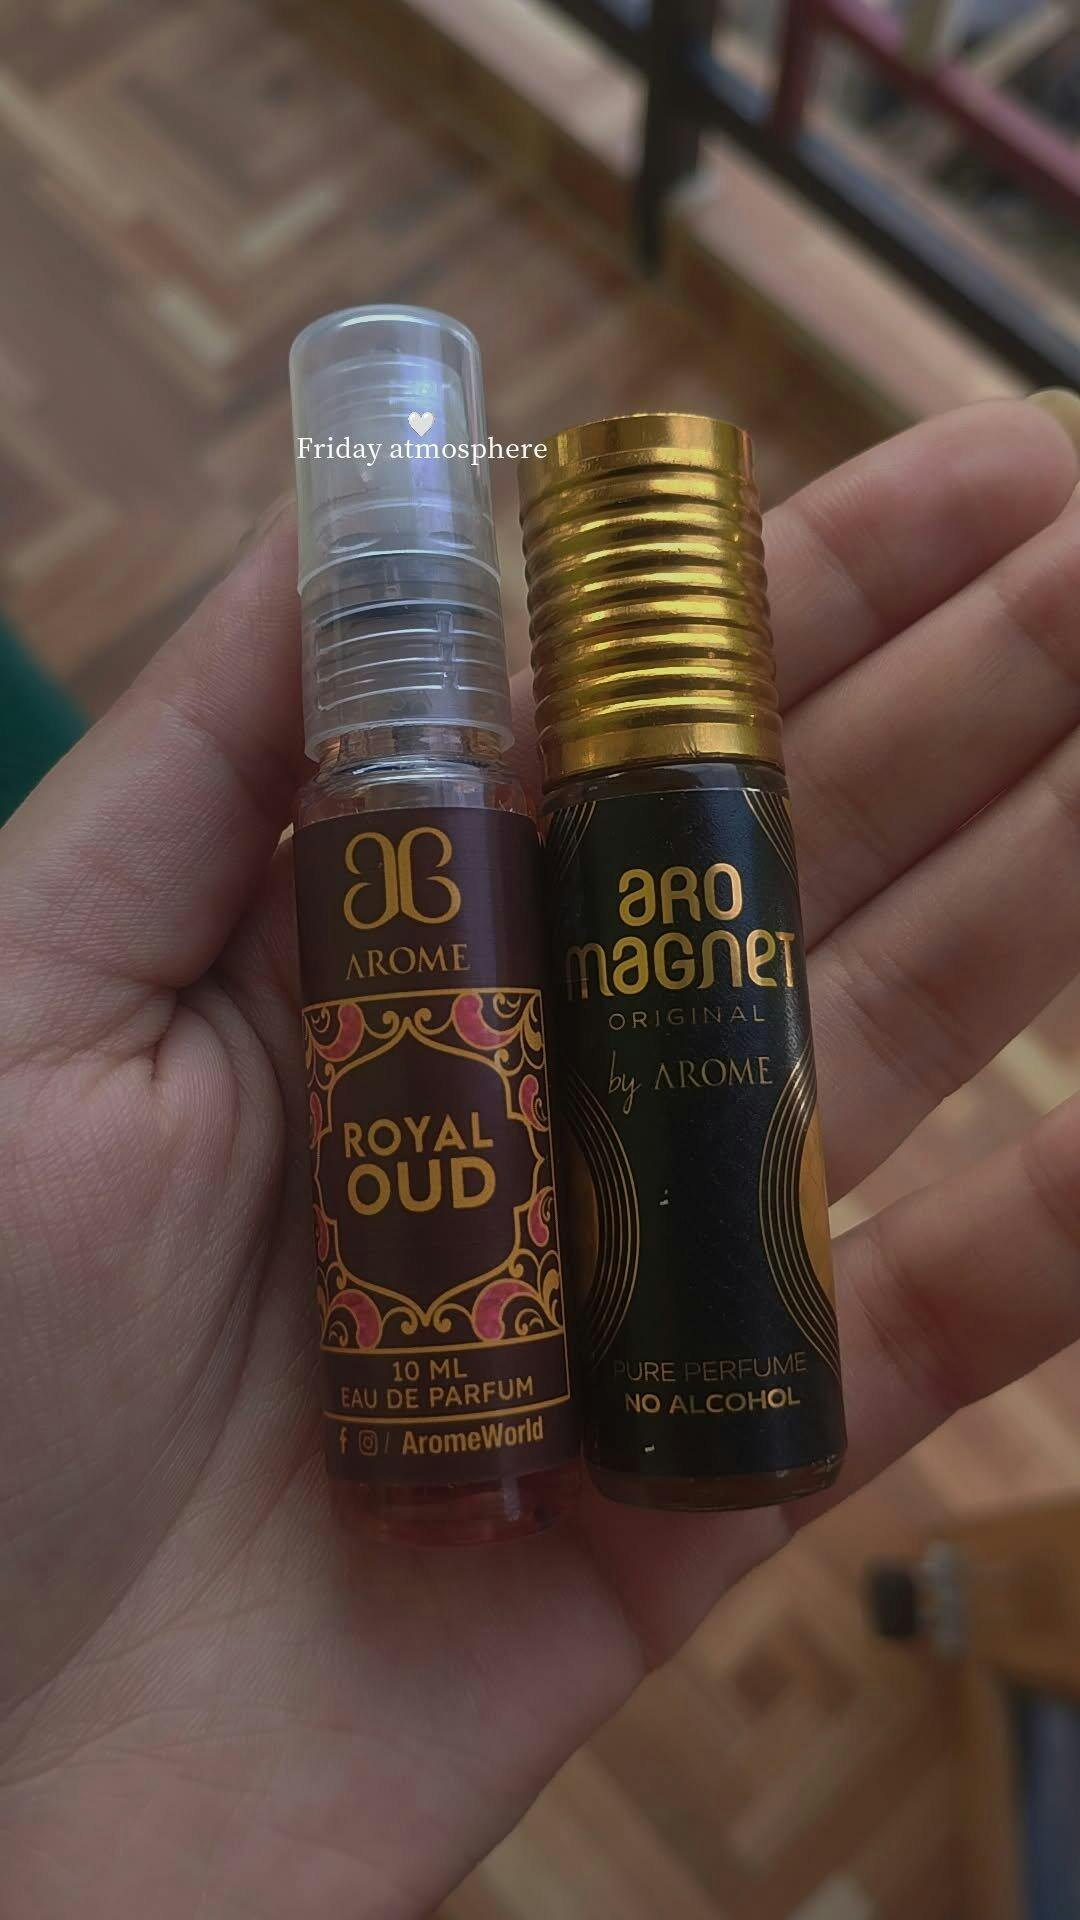 🤍
Friday atmosphere
AROME
ROYAL
OUD
10 ML
EAU DE PARFUM
f / AromeWorld
aro
magnet
ORIGINAL
by AROME
PURE PERFUME
NO ALCOHOL